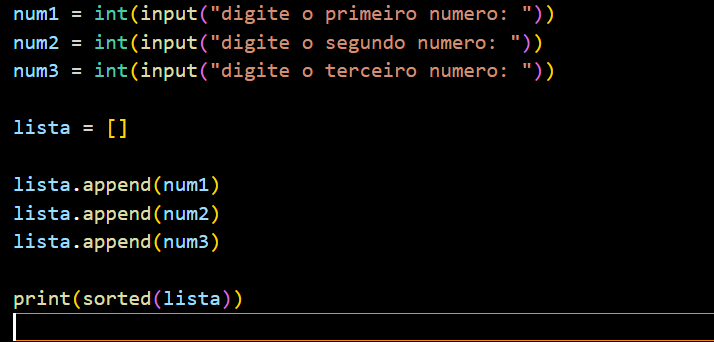 num1 = int(input("digite o primeiro numero: "))
num2 = int(input("digite o segundo numero: "))
num3 = int(input("digite o terceiro numero: "))
lista = []
lista.append(num1)
lista.append(num2)
lista.append(num3)
print(sorted(lista))